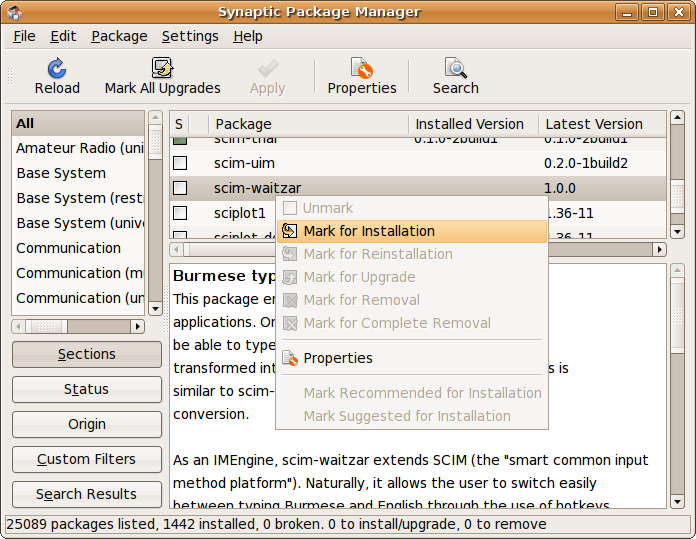 Synaptic Package Manager
File Edit Package Settings Help
Reload Mark All Upgrades Apply Properties Search
All
Amateur Radio (uni
Base System
Base System (restr
Base System (unive
Communication
Communication (mu
Communication (un
Sections
Status
Origin
Custom Filters
Search Results
S Package Installed Version Latest Version
scim-thai 0.1.0-2build1 0.1.0-2build1
scim-uim 0.2.0-1build2
scim-waitzar 1.0.0
sciplot1 1.36-11
sciplot-de 1.36-11
Unmark
Mark for Installation
Mark for Reinstallation
Mark for Upgrade
Mark for Removal
Mark for Complete Removal
Properties
Mark Recommended for Installation
Mark Suggested for Installation
Burmese typ
This package en
applications. On
be able to type
transformed int s is
similar to scim-
conversion.
As an IMEngine, scim-waitzar extends SCIM (the "smart common input
method platform"). Naturally, it allows the user to switch easily
between typing Burmese and English through the use of hotkeys
25089 packages listed, 1442 installed, 0 broken. 0 to install/upgrade, 0 to remove